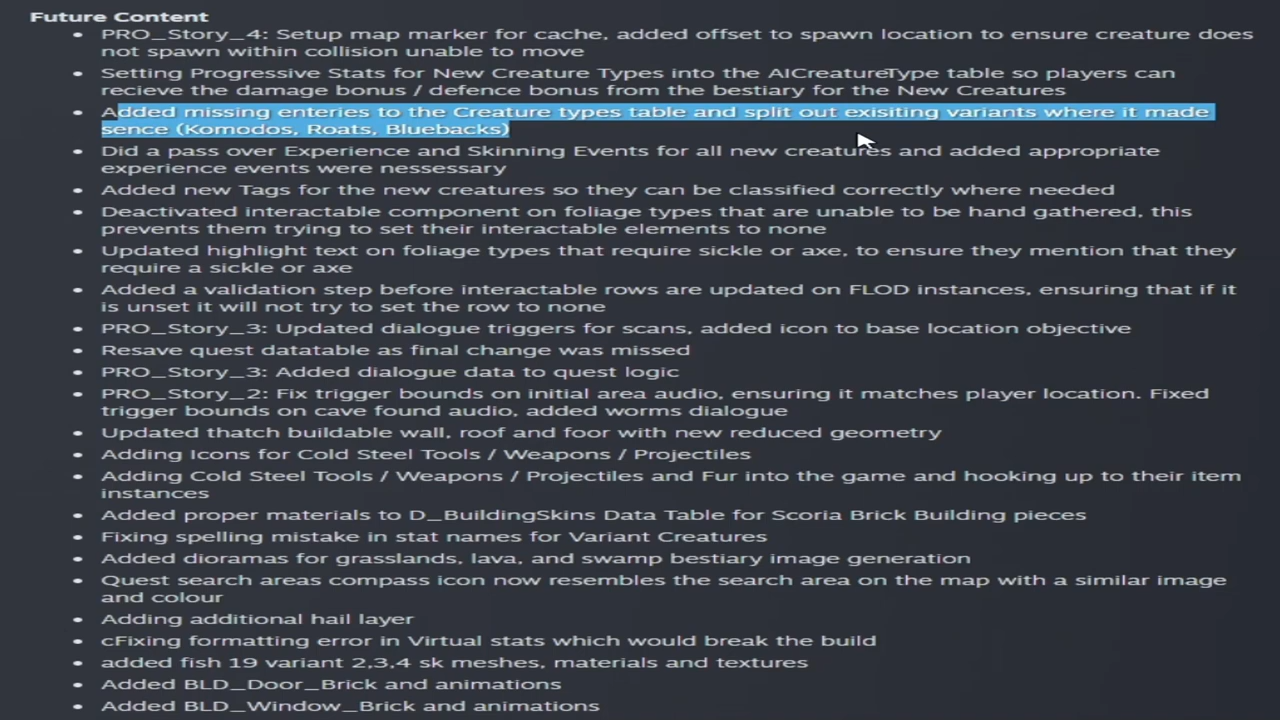 Future Content
• PRO_Story_4: Setup map marker for cache, added offset to spawn location to ensure creature does
not spawn within collision unable to move
• Setting Progressive Stats for New Creature Types into the AICreatureType table so players can
recieve the damage bonus / defence bonus from the bestiary for the New Creatures
• Added missing enteries to the Creature types table and split out exisiting variants where it made
sence (Komodos, Roats, Bluebacks)
• Did a pass over Experience and Skinning Events for all new creatures and added appropriate
experience events were nessessary
• Added new Tags for the new creatures so they can be classified correctly where needed
• Deactivated interactable component on foliage types that are unable to be hand gathered, this
prevents them trying to set their interactable elements to none
• Updated highlight text on foliage types that require sickle or axe, to ensure they mention that they
require a sickle or axe
• Added a validation step before interactable rows are updated on FLOD instances, ensuring that if it
is unset it will not try to set the row to none
• PRO_Story_3: Updated dialogue triggers for scans, added icon to base location objective
• Resave quest datatable as final change was missed
• PRO_Story_3: Added dialogue data to quest logic
• PRO_Story_2: Fix trigger bounds on initial area audio, ensuring it matches player location. Fixed
trigger bounds on cave found audio, added worms dialogue
• Updated thatch buildable wall, roof and foor with new reduced geometry
• Adding Icons for Cold Steel Tools / Weapons / Projectiles
• Adding Cold Steel Tools / Weapons / Projectiles and Fur into the game and hooking up to their item
instances
• Added proper materials to D_BuildingSkins Data Table for Scoria Brick Building pieces
• Fixing spelling mistake in stat names for Variant Creatures
• Added dioramas for grasslands, lava, and swamp bestiary image generation
• Quest search areas compass icon now resembles the search area on the map with a similar image
and colour
• Adding additional hail layer
• cFixing formatting error in Virtual stats which would break the build
• added fish 19 variant 2,3,4 sk meshes, materials and textures
• Added BLD_Door_Brick and animations
• Added BLD_Window_Brick and animations